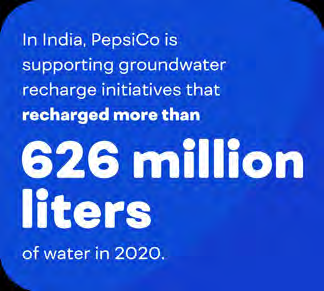 In India, PepsiCo is
supporting groundwater
recharge initiatives that
recharged more than
626 million
liters
of water in 2020.